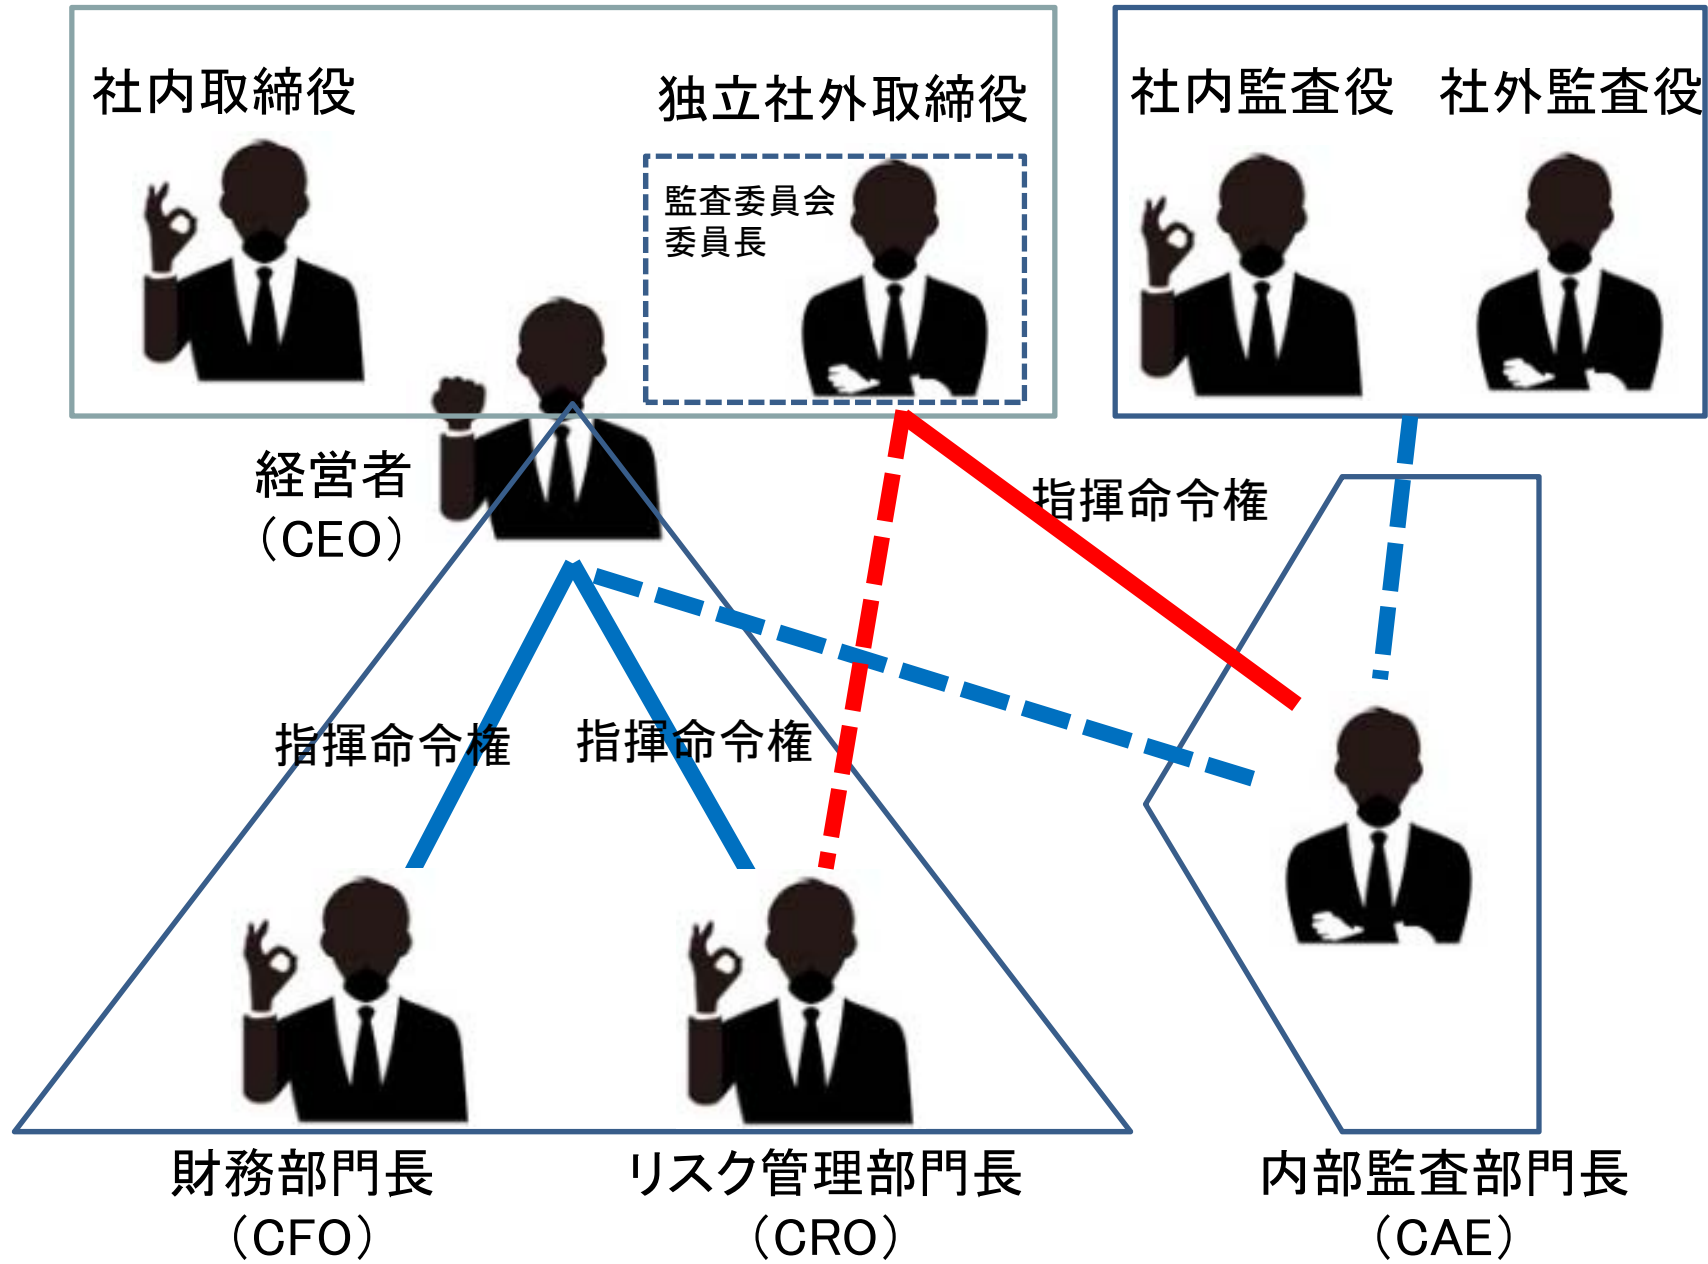 社内取締役
独立社外取締役
社内監査役
社外監査役
監査委員会
委員長
経営者
（CEO）
指揮命令権
指揮命令権
指揮命令権
財務部門長
（CFO）
リスク管理部門長
（CRO）
内部監査部門長
（CAE）